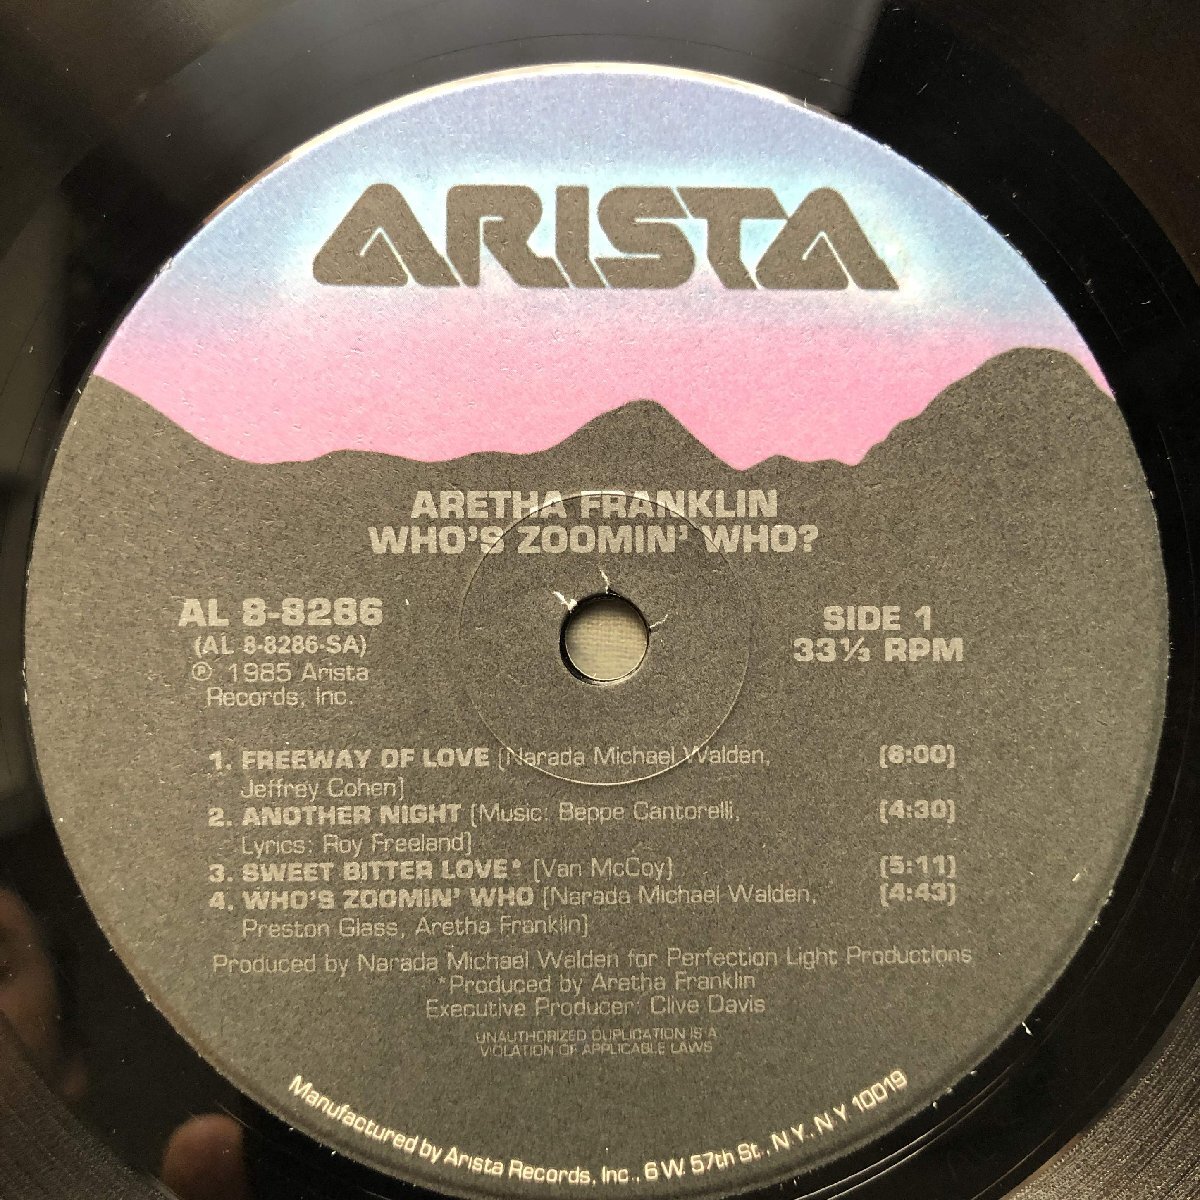 ARISTA
ARETHA FRANKLIN
WHO'S ZOOMIN' WHO?
AL 8-8286
(AL 8-8286-SA)
℗ 1985 Arista
Records, Inc.
SIDE 1
33⅓ RPM
1. FREEWAY OF LOVE [Narada Michael Walden, [6:00]
Jeffrey Cohen]
2. ANOTHER NIGHT [Music: Beppe Cantorelli, [4:30]
Lyrics: Roy Freeland]
3. SWEET BITTER LOVE* [Van McCoy] [5:11]
4. WHO'S ZOOMIN' WHO [Narada Michael Walden, [4:43]
Preston Glass, Aretha Franklin]
Produced by Narada Michael Walden for Perfection Light Productions
*Produced by Aretha Franklin
Executive Producer: Clive Davis
UNAUTHORIZED DUPLICATION IS A
VIOLATION OF APPLICABLE LAWS
Manufactured by Arista Records, Inc., 6 W. 57th St., N.Y., N.Y. 10019